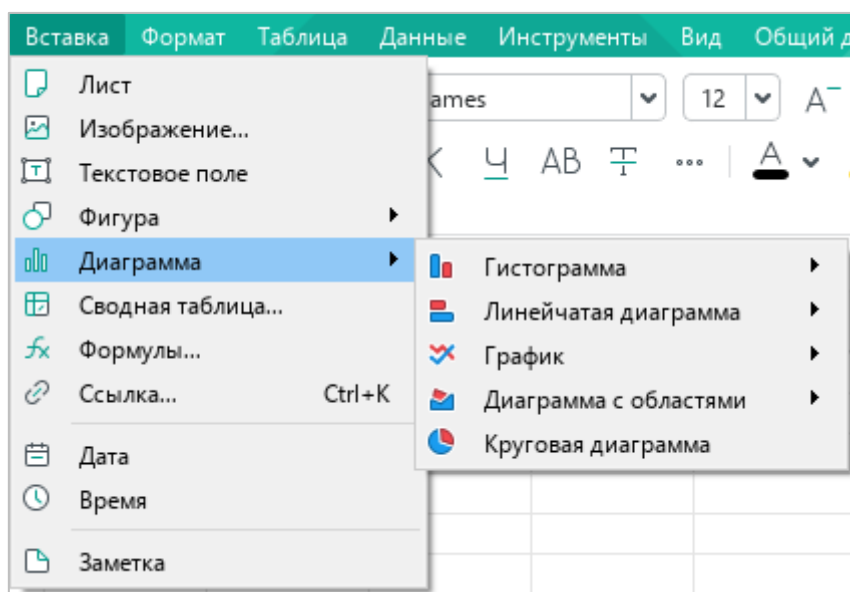 Вставка Формат Таблица Данные Инструменты Вид Общий
Лист
Изображение... 12 A
Текстовое поле Ч АВ Т ... А
Фигура
Диаграмма
Гистограмма
Сводная таблица...
Линейчатая диаграмма
Формулы...
График
Ссылка... Ctrl+K
Диаграмма с областями
Круговая диаграмма
Дата
Время
Заметка